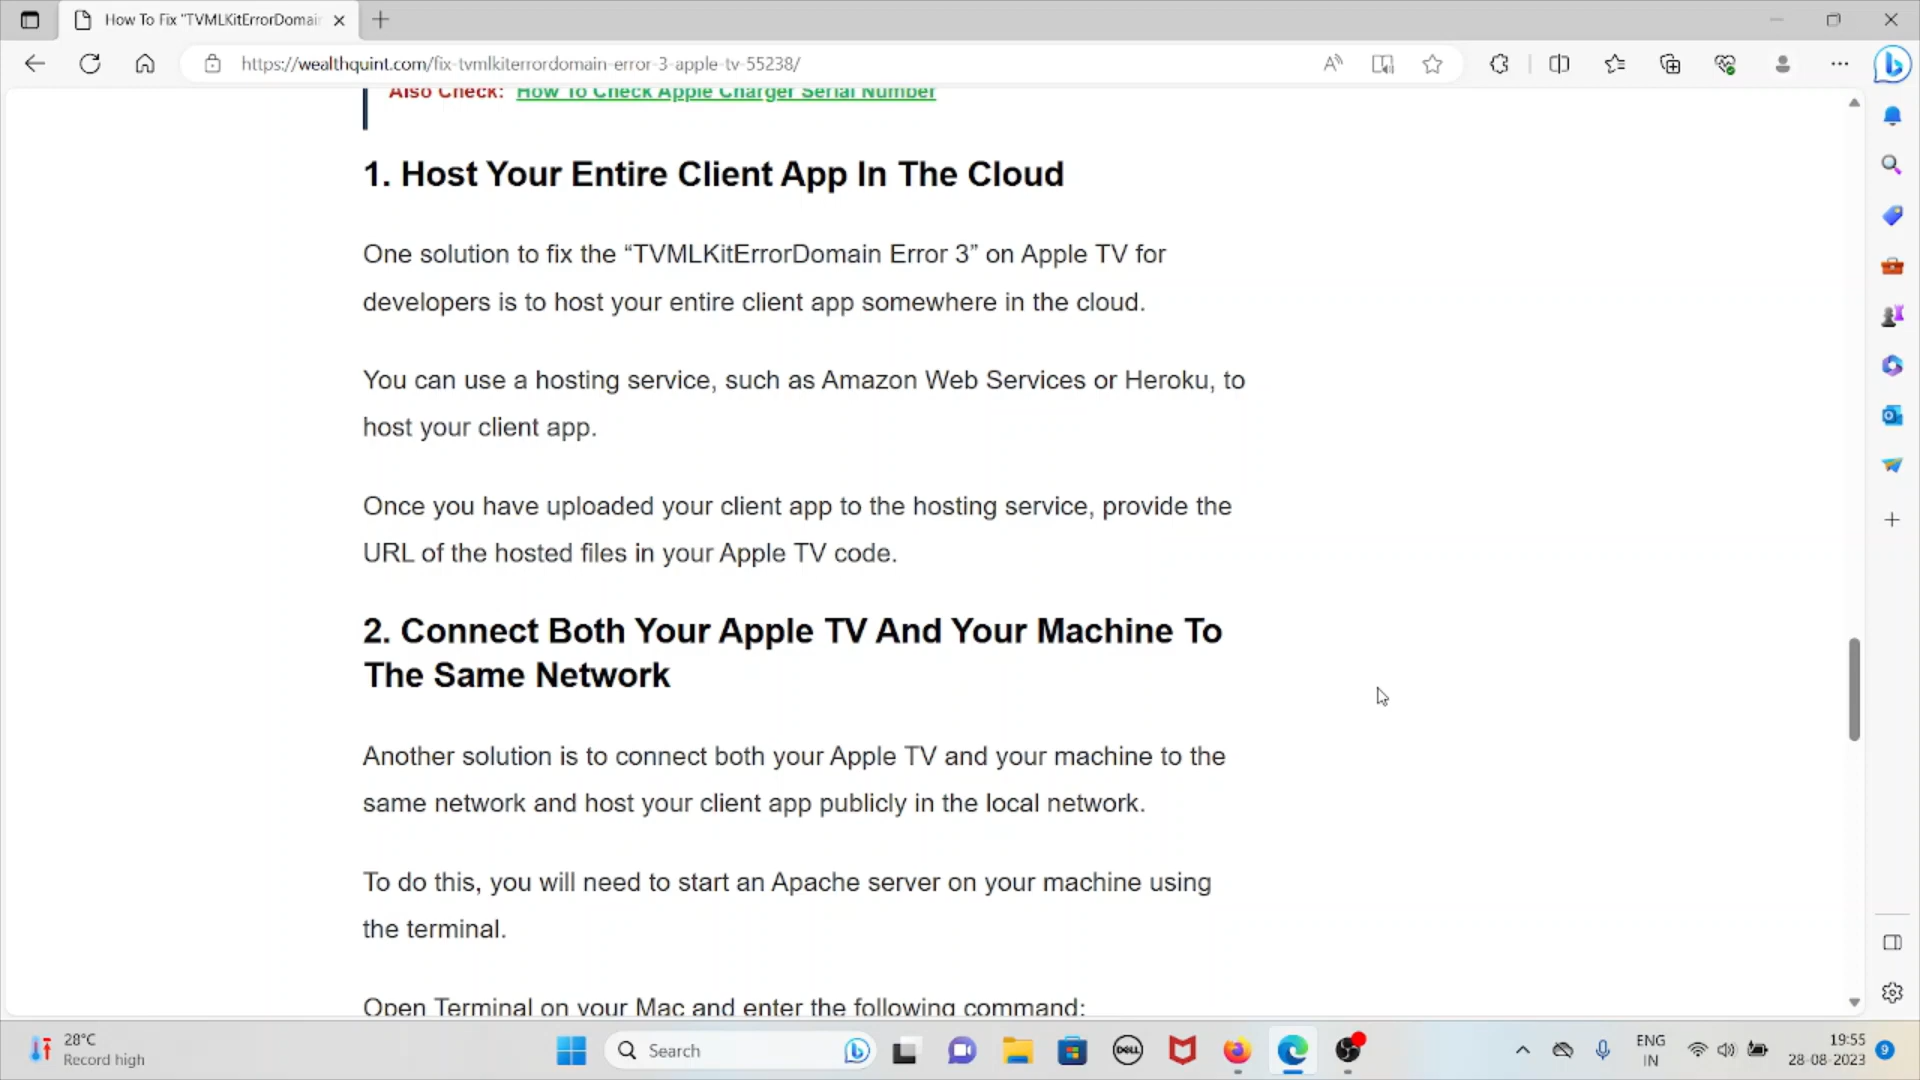 How To Fix "TVMLKitErrorDomain
https://wealthquint.com/fix-tvmlkiterrordomain-error-3-apple-tv-55238/
Also Check: How To Check Apple Charger Serial Number
1. Host Your Entire Client App In The Cloud
One solution to fix the “TVMLKitErrorDomain Error 3” on Apple TV for
developers is to host your entire client app somewhere in the cloud.
You can use a hosting service, such as Amazon Web Services or Heroku, to
host your client app.
Once you have uploaded your client app to the hosting service, provide the
URL of the hosted files in your Apple TV code.
2. Connect Both Your Apple TV And Your Machine To
The Same Network
Another solution is to connect both your Apple TV and your machine to the
same network and host your client app publicly in the local network.
To do this, you will need to start an Apache server on your machine using
the terminal.
Open Terminal on your Mac and enter the following command:
28°C
Record high
Search
DELL
ENG
IN
19:55
28-08-2023
9